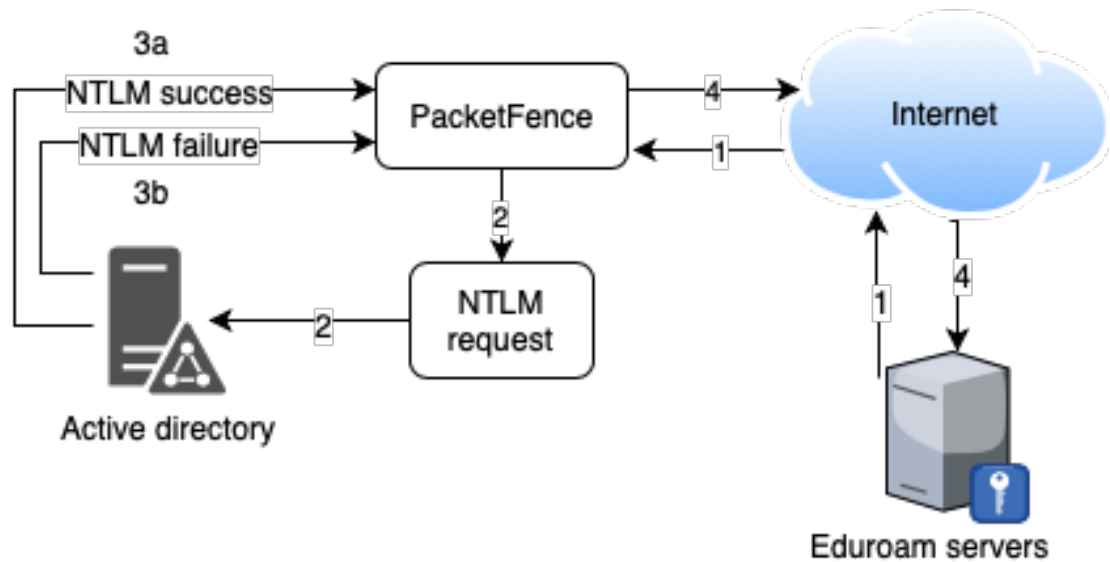 3a
NTLM success
NTLM failure
3b
PacketFence
4
1
Internet
2
NTLM
request
2
1
4
Active directory
Eduroam servers